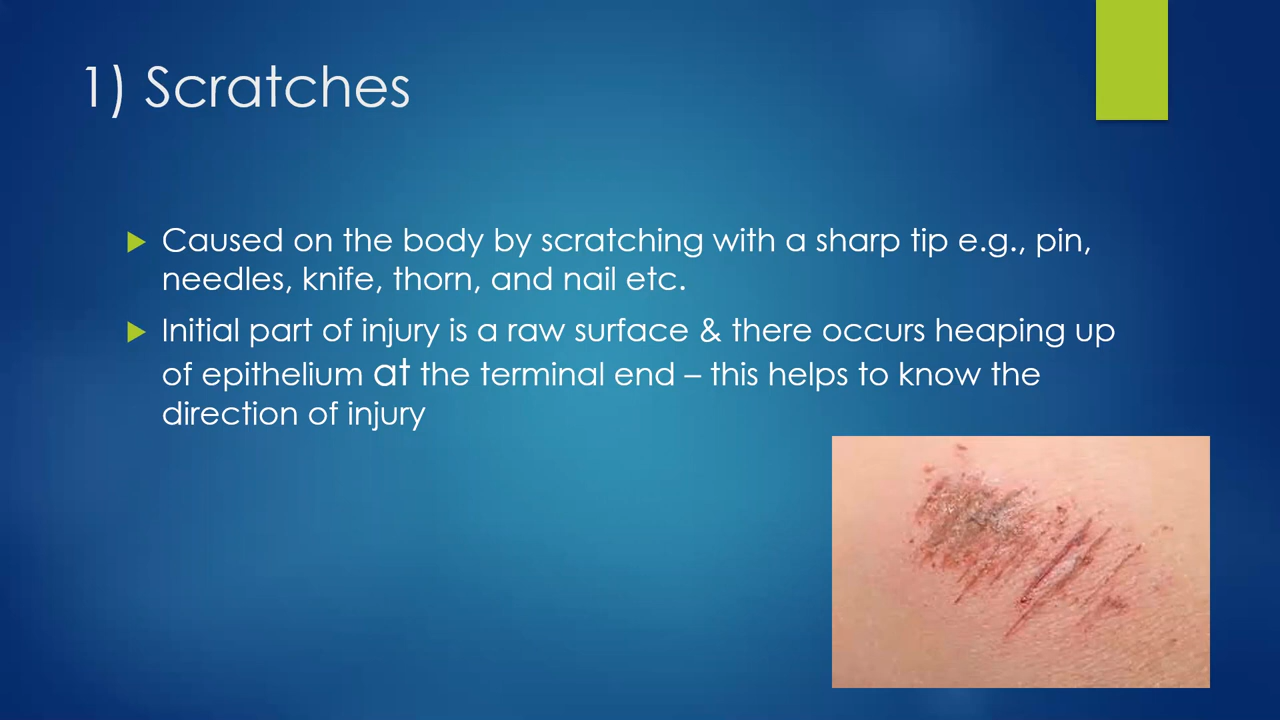 1) Scratches
Caused on the body by scratching with a sharp tip e.g., pin,
needles, knife, thorn, and nail etc.
Initial part of injury is a raw surface & there occurs heaping up
of epithelium at the terminal end – this helps to know the
direction of injury